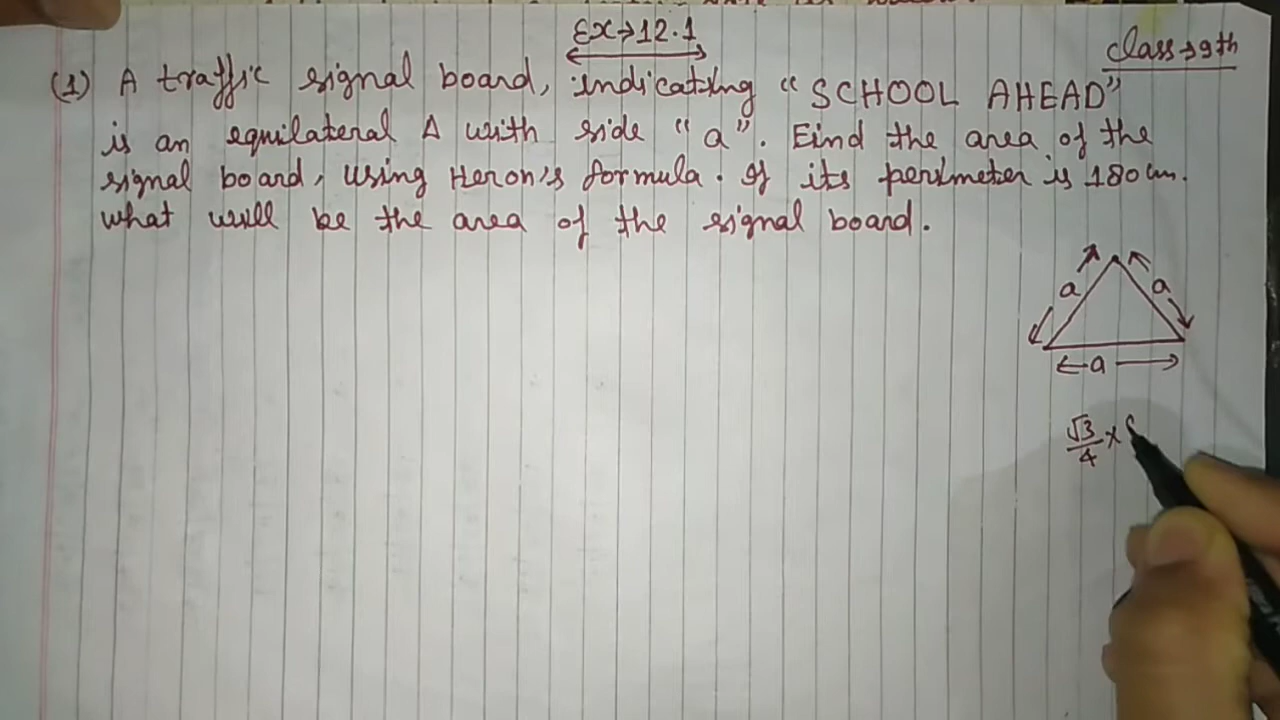 Ex→12.1
Class→9th
(1) A traffic signal board, indicating "SCHOOL AHEAD"
is an equilateral Δ with side "a". Find the area of the
signal board, using Heron's formula. If its perimeter is 180 cm.
what will be the area of the signal board.
a a
a
√3/4 ×